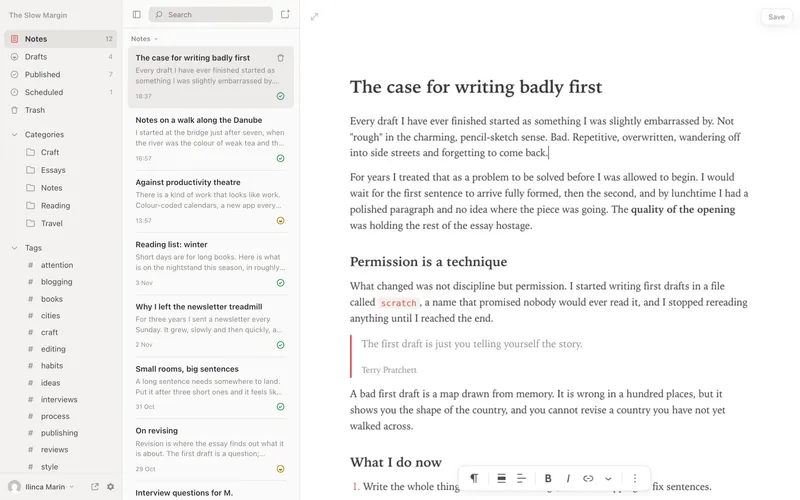 The Slow Margin
Notes 12
Drafts 4
Published 7
Scheduled 1
Trash
Categories
Craft
Essays
Notes
Reading
Travel
Tags
# attention
# blogging
# books
# cities
# craft
# editing
# habits
# ideas
# interviews
# process
# publishing
# reviews
# style
Ilinca Marin
Search
Notes
The case for writing badly first
Every draft I have ever finished started as
something I was slightly embarrassed by....
18:37
Notes on a walk along the Danube
I started at the bridge just after seven, when
the river was the colour of weak tea and th...
16:57
Against productivity theatre
There is a kind of work that looks like work.
Colour-coded calendars, a new app every...
13:57
Reading list: winter
Short days are for long books. Here is what
is on the nightstand this season, in roughly...
3 Nov
Why I left the newsletter treadmill
For three years I sent a newsletter every
Sunday. It grew, slowly and then quickly, a...
2 Nov
Small rooms, big sentences
A long sentence needs somewhere to land.
Put it after three short ones and it feels lik...
31 Oct
On revising
Revision is where the essay finds out what it
is about. The first draft is a question;...
29 Oct
Interview questions for M.
Save
The case for writing badly first
Every draft I have ever finished started as something I was slightly embarrassed by. Not
"rough" in the charming, pencil-sketch sense. Bad. Repetitive, overwritten, wandering off
into side streets and forgetting to come back.
For years I treated that as a problem to be solved before I was allowed to begin. I would
wait for the first sentence to arrive fully formed, then the second, and by lunchtime I had a
polished paragraph and no idea where the piece was going. The quality of the opening
was holding the rest of the essay hostage.
Permission is a technique
What changed was not discipline but permission. I started writing first drafts in a file
called scratch, a name that promised nobody would ever read it, and I stopped rereading
anything until I reached the end.
The first draft is just you telling yourself the story.
Terry Pratchett
A bad first draft is a map drawn from memory. It is wrong in a hundred places, but it
shows you the shape of the country, and you cannot revise a country you have not yet
walked across.
What I do now
B I
1. Write the whole thing fix sentences.